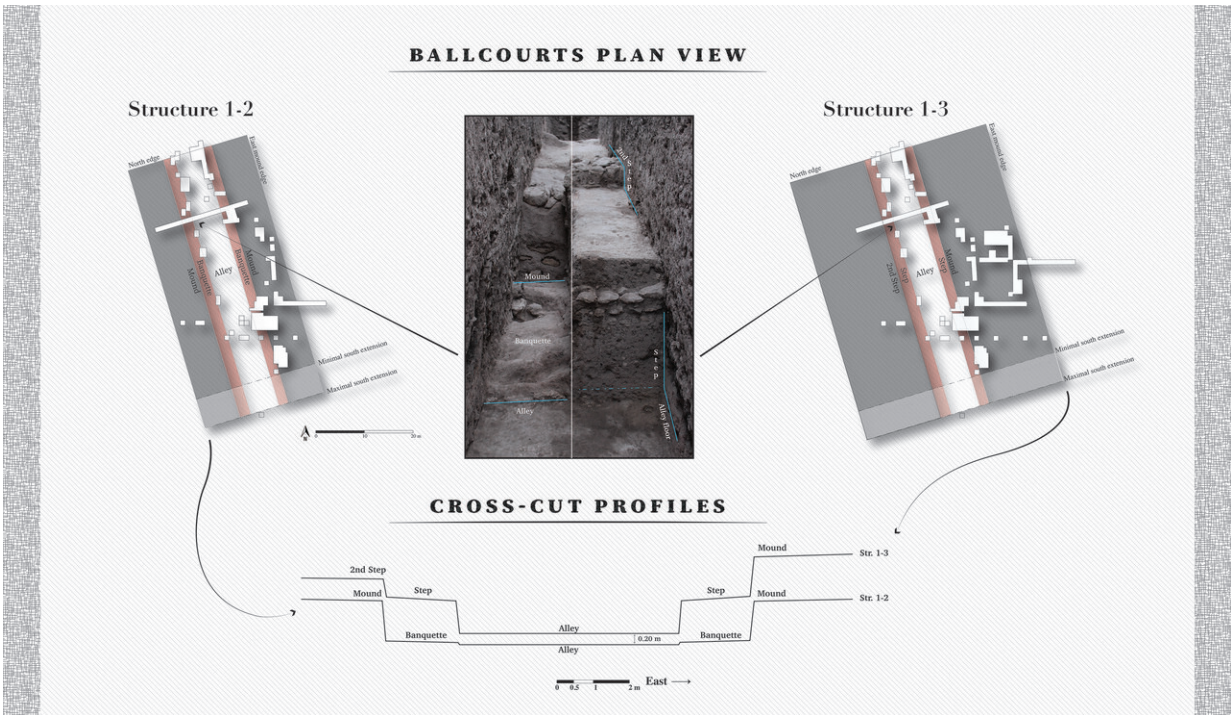 BALLCOURTS PLAN VIEW
Structure 1-2
Structure 1-3
North edge
East mound edge
Mound
Banquette
Alley
Banquette
Mound
Minimal south extension
Maximal south extension
N
0 10 20 m
2nd Step
Mound
Banquette
Step
Alley
Alley floor
North edge
East mound edge
2nd Step
Step
Alley
Step
Mound
Minimal south extension
Maximal south extension
CROSS-CUT PROFILES
Mound
Str. 1-3
2nd Step
Step
Step
Mound
Mound
Str. 1-2
Alley
Banquette
0.20 m
Banquette
Alley
0 0.5 1 2 m
East